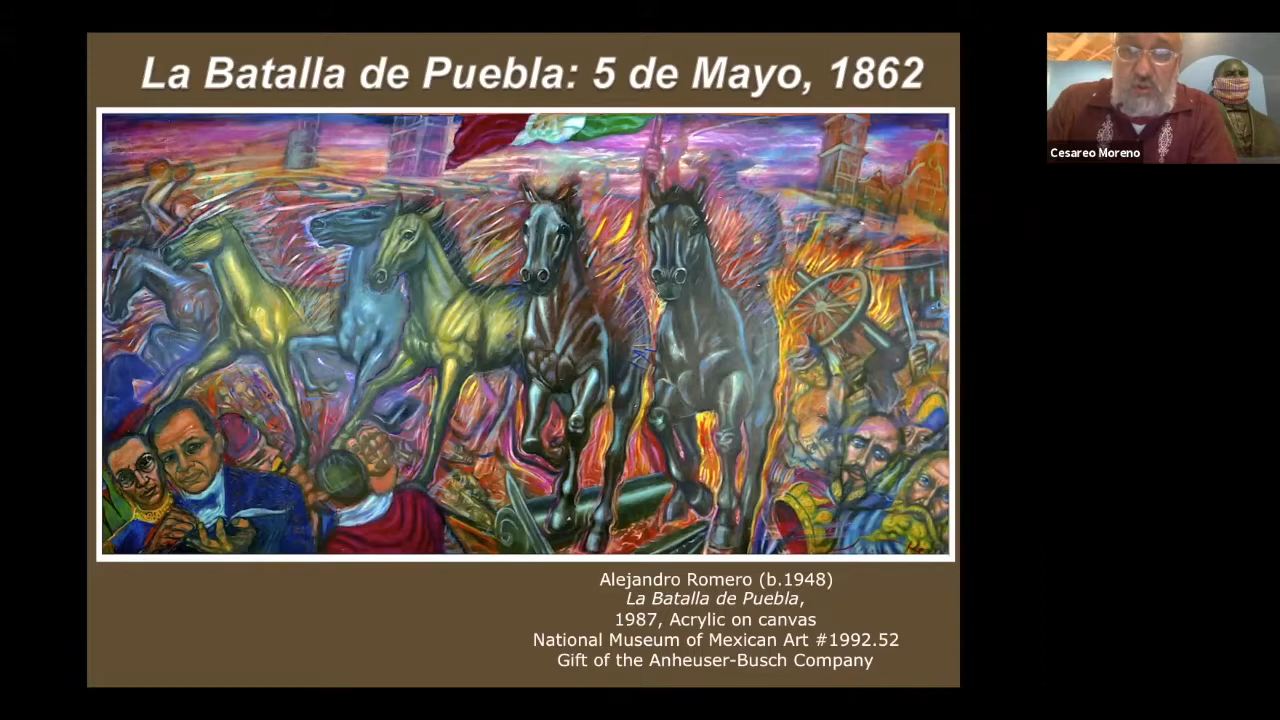 La Batalla de Puebla: 5 de Mayo, 1862
Cesareo Moreno
Alejandro Romero (b.1948)
La Batalla de Puebla,
1987, Acrylic on canvas
National Museum of Mexican Art #1992.52
Gift of the Anheuser-Busch Company